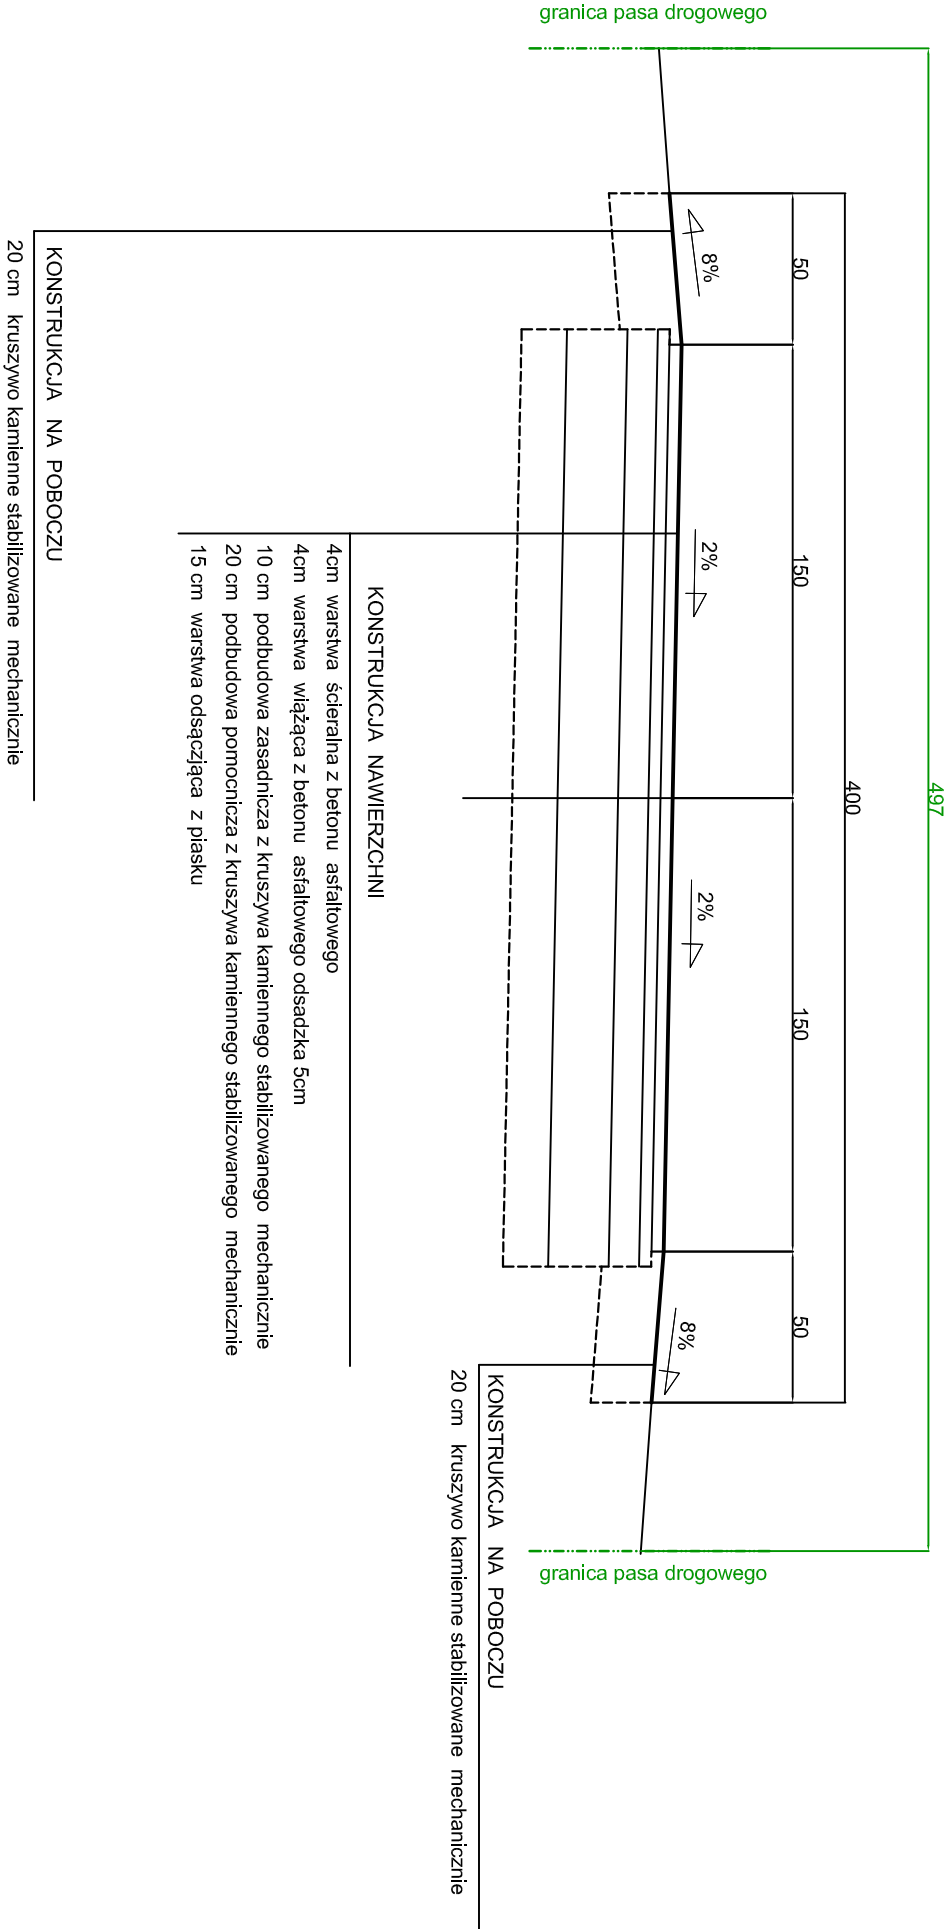 granica pasa drogowego
497
400
50
150
150
50
8%
2%
2%
8%
KONSTRUKCJA NA POBOCZU
20 cm kruszywo kamienne stabilizowane mechanicznie
KONSTRUKCJA NAWIERZCHNI
4cm warstwa ścieralna z betonu asfaltowego
4cm warstwa wiążąca z betonu asfaltowego odsadzka 5cm
10 cm podbudowa zasadnicza z kruszywa kamiennego stabilizowanego mechanicznie
20 cm podbudowa pomocnicza z kruszywa kamiennego stabilizowanego mechanicznie
15 cm warstwa odsączjąca z piasku
KONSTRUKCJA NA POBOCZU
20 cm kruszywo kamienne stabilizowane mechanicznie
granica pasa drogowego